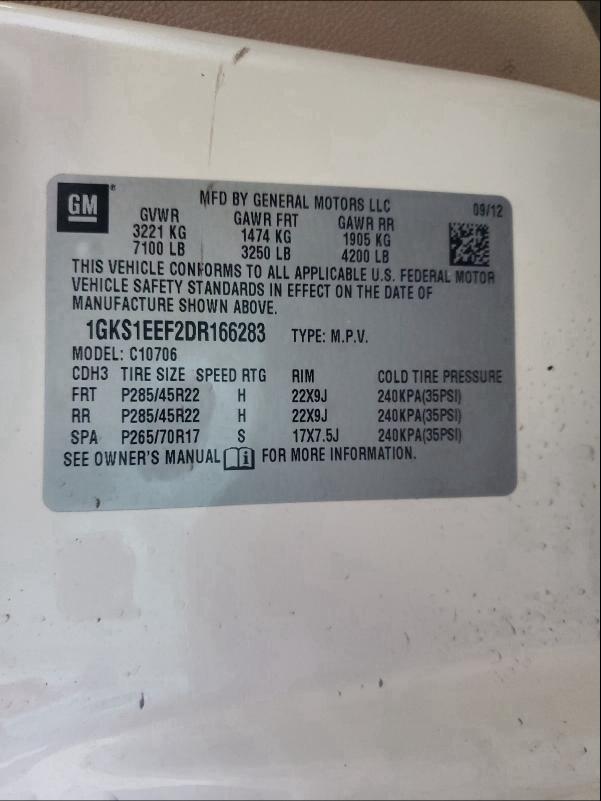 GM®
MFD BY GENERAL MOTORS LLC 09/12
GVWR GAWR FRT GAWR RR
3221 KG 1474 KG 1905 KG
7100 LB 3250 LB 4200 LB
THIS VEHICLE CONFORMS TO ALL APPLICABLE U.S. FEDERAL MOTOR
VEHICLE SAFETY STANDARDS IN EFFECT ON THE DATE OF
MANUFACTURE SHOWN ABOVE.
1GKS1EEF2DR166283 TYPE: M.P.V.
MODEL: C10706
CDH3 TIRE SIZE SPEED RTG RIM COLD TIRE PRESSURE
FRT P285/45R22 H 22X9J 240KPA(35PSI)
RR P285/45R22 H 22X9J 240KPA(35PSI)
SPA P265/70R17 S 17X7.5J 240KPA(35PSI)
SEE OWNER'S MANUAL i FOR MORE INFORMATION.